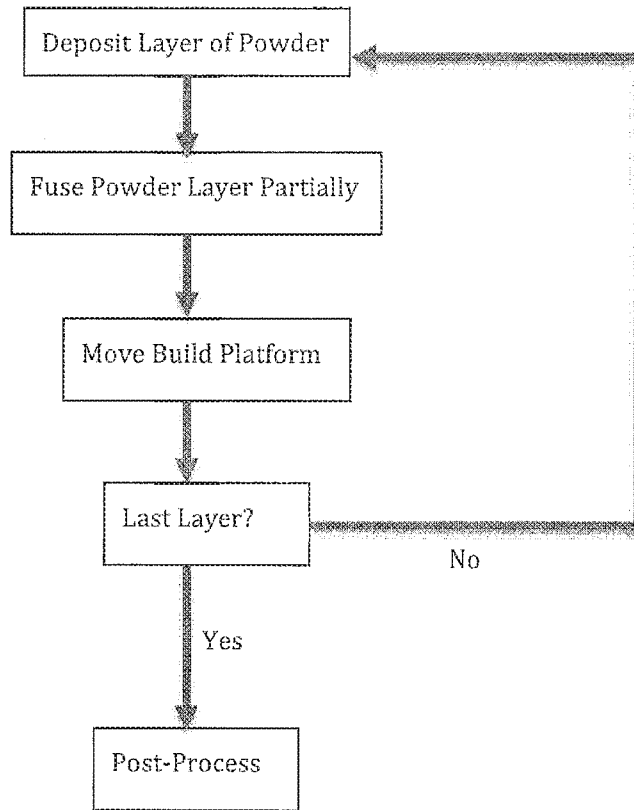 Deposit Layer of Powder
Fuse Powder Layer Partially
Move Build Platform
Last Layer?
No
Yes
Post-Process